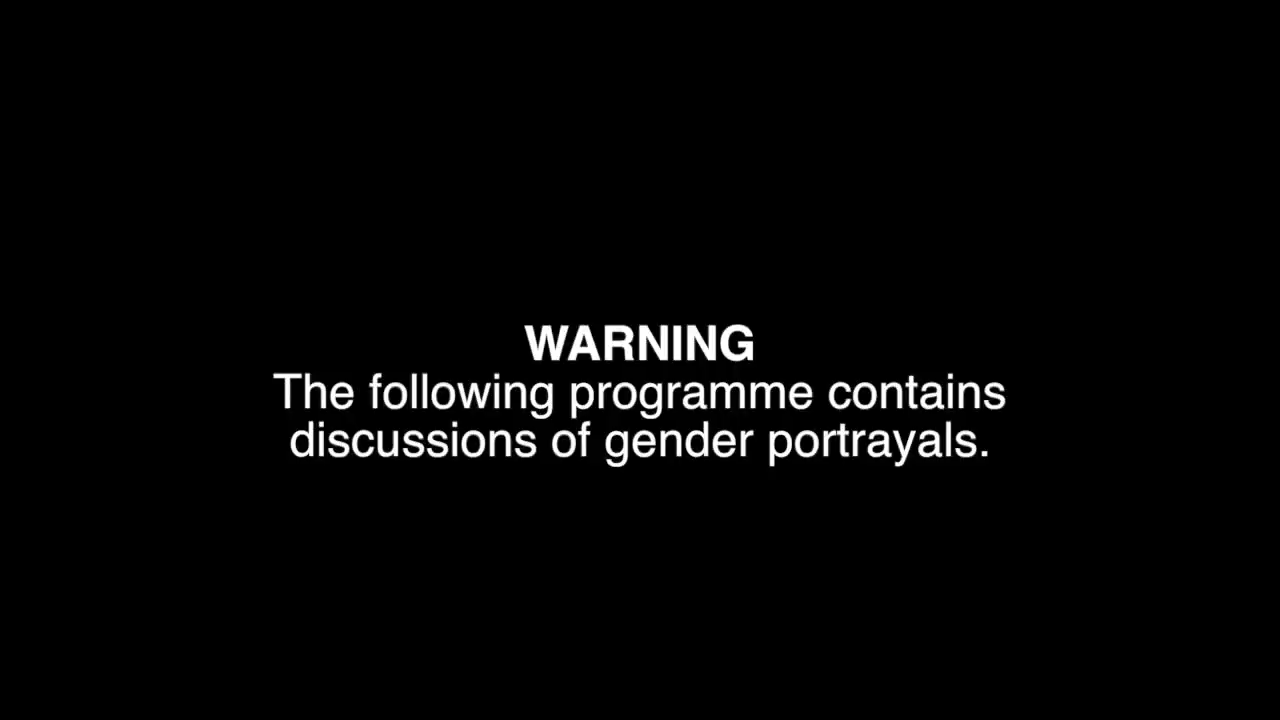 WARNING
The following programme contains
discussions of gender portrayals.